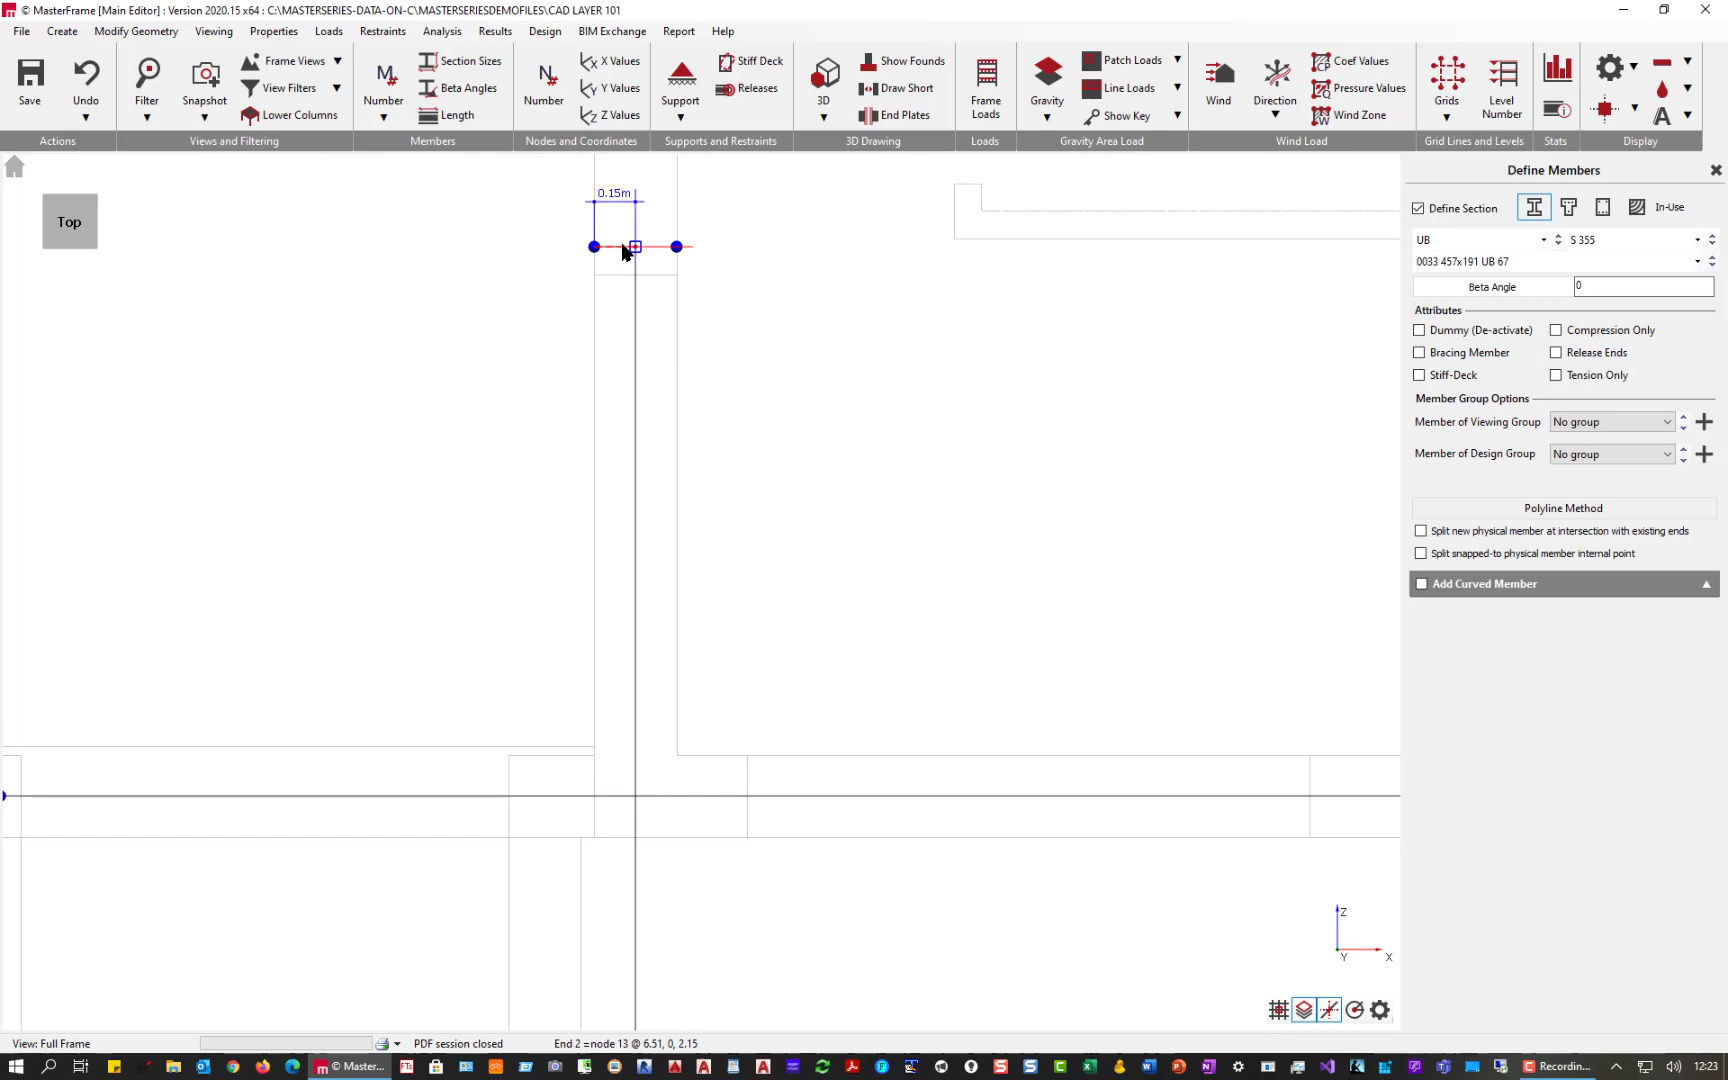 © MasterFrame [Main Editor] : Version 2020.15 x64 : C:\MASTERSERIES-DATA-ON-C\MASTERSERIESDEMOFILES\CAD LAYER 101
File Create Modify Geometry Viewing Properties Loads Restraints Analysis Results Design BIM Exchange Report Help
Frame Views Section Sizes X Values Stiff Deck Show Founds Patch Loads Coef Values
View Filters Beta Angles Y Values Releases Draw Short Line Loads Pressure Values
Save Undo Filter Snapshot Number Number Support 3D Frame Loads Gravity Wind Direction Grids Level Number
Lower Columns Length Z Values End Plates Show Key Wind Zone
Actions Views and Filtering Members Nodes and Coordinates Supports and Restraints 3D Drawing Loads Gravity Area Load Wind Load Grid Lines and Levels Stats Display
Define Members
0.15m
Top
Define Section In-Use
UB S 355
0033 457x191 UB 67
Beta Angle 0
Attributes
Dummy (De-activate) Compression Only
Bracing Member Release Ends
Stiff-Deck Tension Only
Member Group Options
Member of Viewing Group No group
Member of Design Group No group
Polyline Method
Split new physical member at intersection with existing ends
Split snapped-to physical member internal point
Add Curved Member
Z
Y X
View: Full Frame PDF session closed End 2 =node 13 @ 6.51, 0, 2.15
© Master... Recordin... 12:23